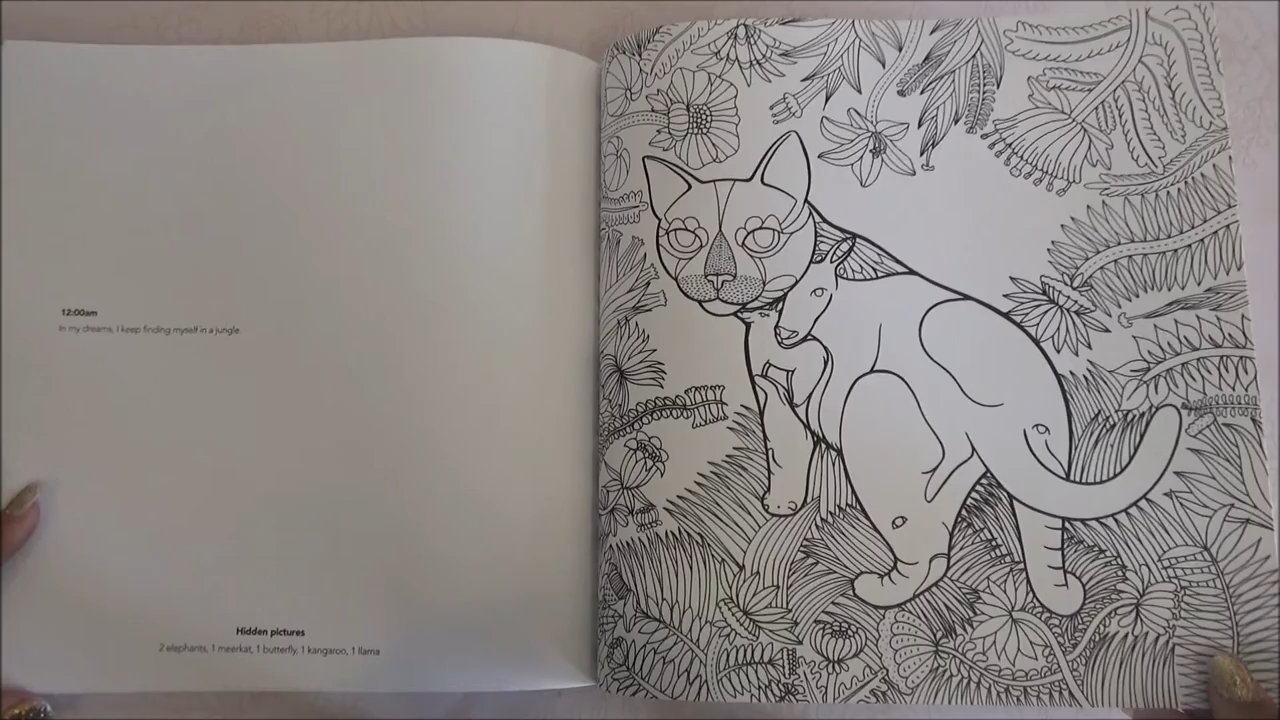 12:00am
In my dreams, I keep finding myself in a jungle
Hidden pictures
2 elephants, 1 meerkat, 1 butterfly, 1 kangaroo, 1 llama